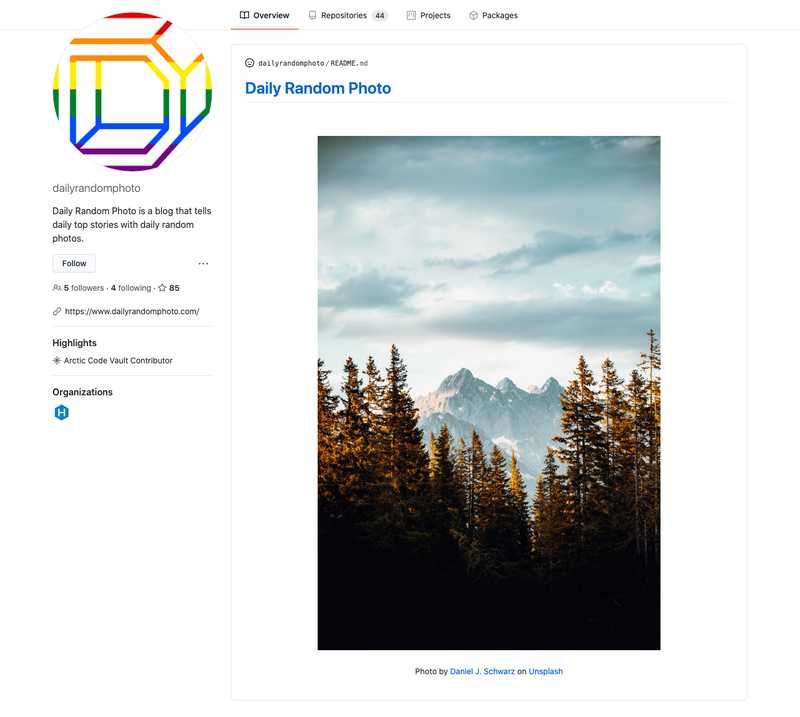 Overview
Repositories 44
Projects
Packages
dailyrandomphoto
Daily Random Photo is a blog that tells
daily top stories with daily random
photos.
Follow
5 followers · 4 following · 85
https://www.dailyrandomphoto.com/
Highlights
Arctic Code Vault Contributor
Organizations
H
dailyrandomphoto/README.md
Daily Random Photo
Photo by Daniel J. Schwarz on Unsplash